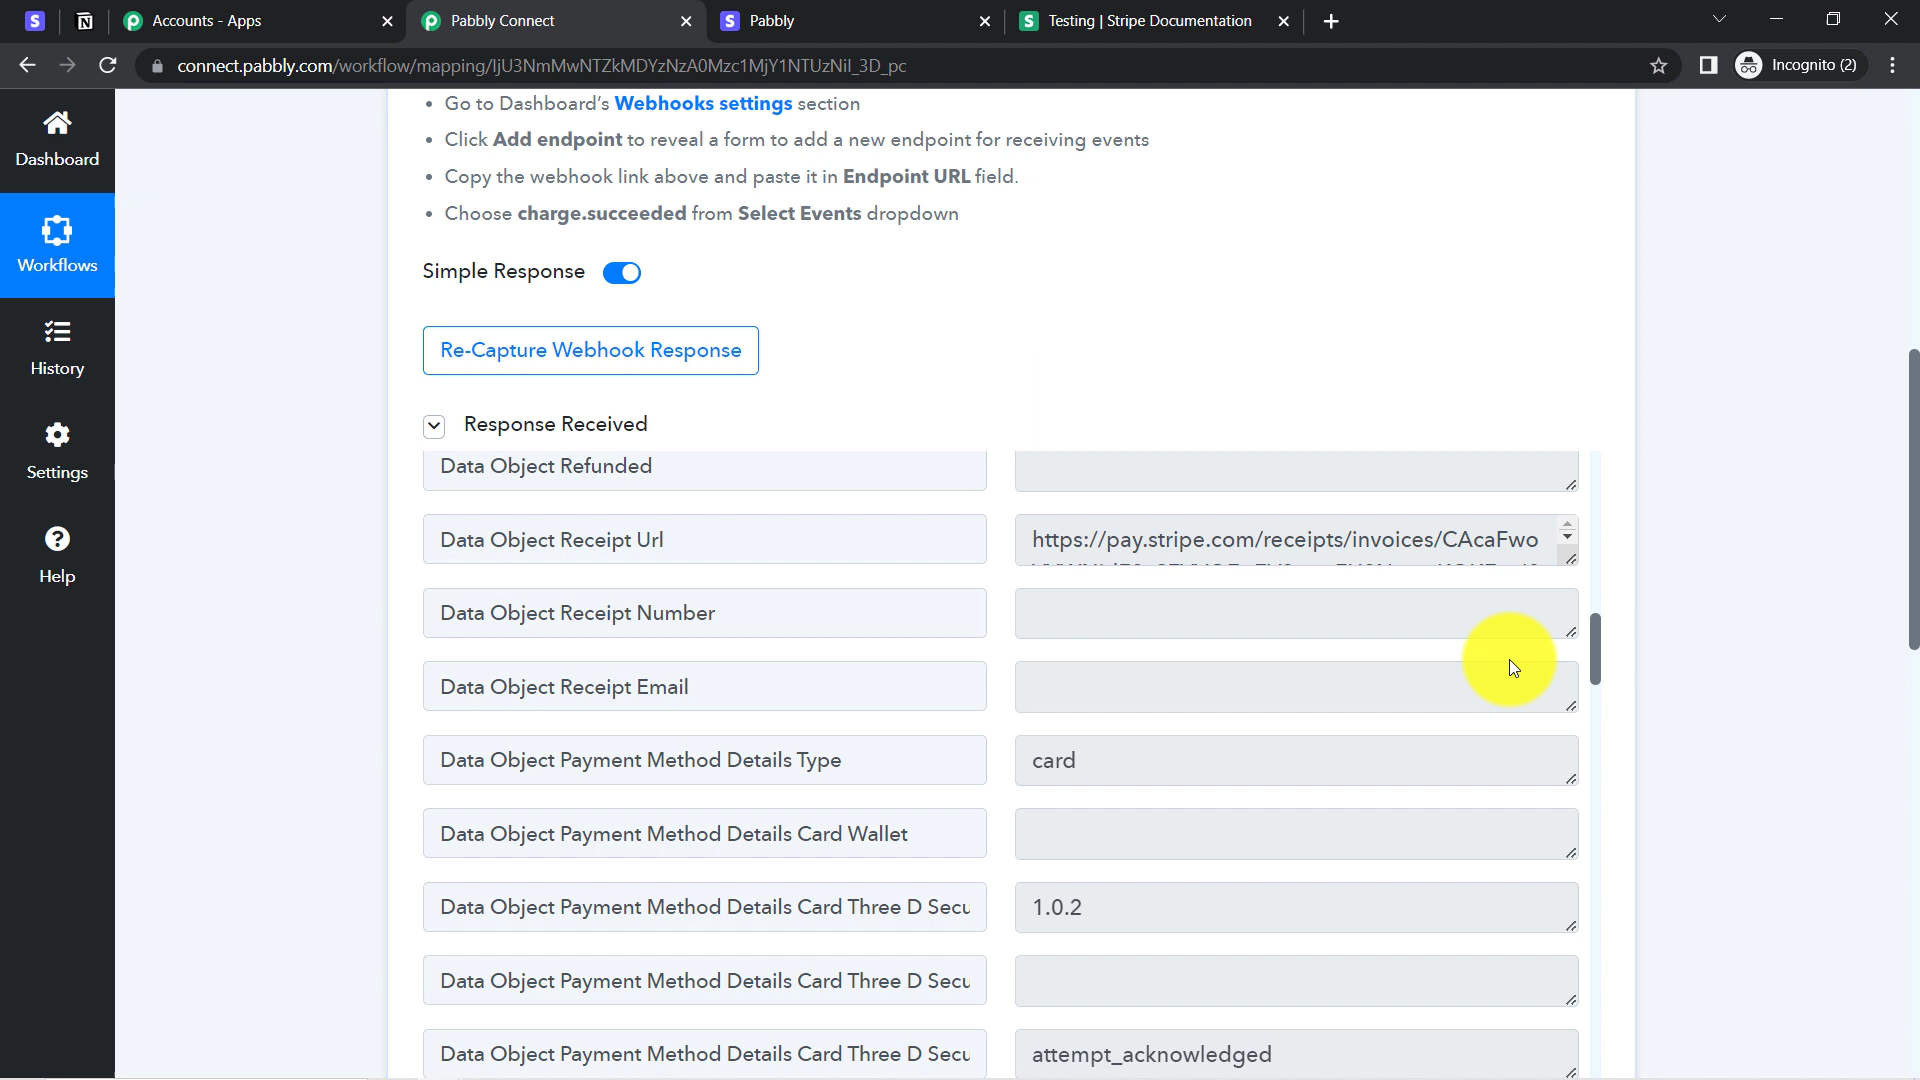 Accounts - Apps
Pabbly Connect
Pabbly
Testing | Stripe Documentation
connect.pabbly.com/workflow/mapping/IjU3NmMwNTZkMDYzNzA0Mzc1MjY1NTUzNiI_3D_pc
Incognito (2)
Dashboard
Workflows
History
Settings
Help
• Go to Dashboard's Webhooks settings section
• Click Add endpoint to reveal a form to add a new endpoint for receiving events
• Copy the webhook link above and paste it in Endpoint URL field.
• Choose charge.succeeded from Select Events dropdown
Simple Response
Re-Capture Webhook Response
Response Received
Data Object Refunded
Data Object Receipt Url
https://pay.stripe.com/receipts/invoices/CAcaFwo
Data Object Receipt Number
Data Object Receipt Email
Data Object Payment Method Details Type
card
Data Object Payment Method Details Card Wallet
Data Object Payment Method Details Card Three D Secu
1.0.2
Data Object Payment Method Details Card Three D Secu
Data Object Payment Method Details Card Three D Secu
attempt_acknowledged